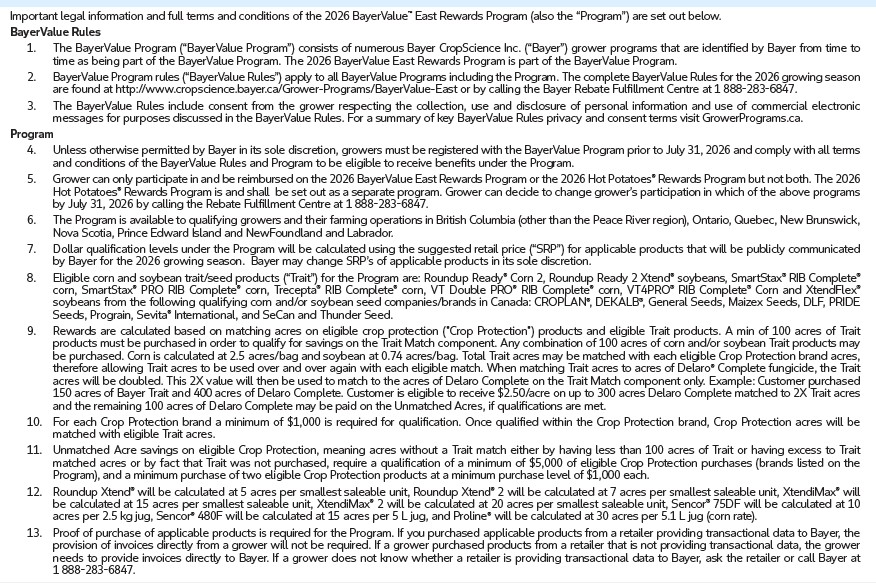 Important legal information and full terms and conditions of the 2026 BayerValue™ East Rewards Program (also the “Program”) are set out below.
BayerValue Rules
1. The BayerValue Program (“BayerValue Program”) consists of numerous Bayer CropScience Inc. (“Bayer”) grower programs that are identified by Bayer from time to
time as being part of the BayerValue Program. The 2026 BayerValue East Rewards Program is part of the BayerValue Program.
2. BayerValue Program rules (“BayerValue Rules”) apply to all BayerValue Programs including the Program. The complete BayerValue Rules for the 2026 growing season
are found at http://www.cropscience.bayer.ca/Grower-Programs/BayerValue-East or by calling the Bayer Rebate Fulfillment Centre at 1 888-283-6847.
3. The BayerValue Rules include consent from the grower respecting the collection, use and disclosure of personal information and use of commercial electronic
messages for purposes discussed in the BayerValue Rules. For a summary of key BayerValue Rules privacy and consent terms visit GrowerPrograms.ca.
Program
4. Unless otherwise permitted by Bayer in its sole discretion, growers must be registered with the BayerValue Program prior to July 31, 2026 and comply with all terms
and conditions of the BayerValue Rules and Program to be eligible to receive benefits under the Program.
5. Grower can only participate in and be reimbursed on the 2026 BayerValue East Rewards Program or the 2026 Hot Potatoes® Rewards Program but not both. The 2026
Hot Potatoes® Rewards Program is and shall be set out as a separate program. Grower can decide to change grower’s participation in which of the above programs
by July 31, 2026 by calling the Rebate Fulfillment Centre at 1 888-283-6847.
6. The Program is available to qualifying growers and their farming operations in British Columbia (other than the Peace River region), Ontario, Quebec, New Brunswick,
Nova Scotia, Prince Edward Island and NewFoundland and Labrador.
7. Dollar qualification levels under the Program will be calculated using the suggested retail price (“SRP”) for applicable products that will be publicly communicated
by Bayer for the 2026 growing season. Bayer may change SRP’s of applicable products in its sole discretion.
8. Eligible corn and soybean trait/seed products (“Trait”) for the Program are: Roundup Ready® Corn 2, Roundup Ready 2 Xtend® soybeans, SmartStax® RIB Complete®
corn, SmartStax® PRO RIB Complete® corn, Trecepta® RIB Complete® corn, VT Double PRO® RIB Complete® corn, VT4PRO® RIB Complete® Corn and XtendFlex®
soybeans from the following qualifying corn and/or soybean seed companies/brands in Canada: CROPLAN®, DEKALB®, General Seeds, Maizex Seeds, DLF, PRIDE
Seeds, Prograin, Sevita® International, and SeCan and Thunder Seed.
9. Rewards are calculated based on matching acres on eligible crop protection ("Crop Protection") products and eligible Trait products. A min of 100 acres of Trait
products must be purchased in order to qualify for savings on the Trait Match component. Any combination of 100 acres of corn and/or soybean Trait products may
be purchased. Corn is calculated at 2.5 acres/bag and soybean at 0.74 acres/bag. Total Trait acres may be matched with each eligible Crop Protection brand acres,
therefore allowing Trait acres to be used over and over again with each eligible match. When matching Trait acres to acres of Delaro® Complete fungicide, the Trait
acres will be doubled. This 2X value will then be used to match to the acres of Delaro Complete on the Trait Match component only. Example: Customer purchased
150 acres of Bayer Trait and 400 acres of Delaro Complete. Customer is eligible to receive $2.50/acre on up to 300 acres Delaro Complete matched to 2X Trait acres
and the remaining 100 acres of Delaro Complete may be paid on the Unmatched Acres, if qualifications are met.
10. For each Crop Protection brand a minimum of $1,000 is required for qualification. Once qualified within the Crop Protection brand, Crop Protection acres will be
matched with eligible Trait acres.
11. Unmatched Acre savings on eligible Crop Protection, meaning acres without a Trait match either by having less than 100 acres of Trait or having excess to Trait
matched acres or by fact that Trait was not purchased, require a qualification of a minimum of $5,000 of eligible Crop Protection purchases (brands listed on the
Program), and a minimum purchase of two eligible Crop Protection products at a minimum purchase level of $1,000 each.
12. Roundup Xtend® will be calculated at 5 acres per smallest saleable unit, Roundup Xtend® 2 will be calculated at 7 acres per smallest saleable unit, XtendiMax® will
be calculated at 15 acres per smallest saleable unit, XtendiMax® 2 will be calculated at 20 acres per smallest saleable unit, Sencor® 75DF will be calculated at 10
acres per 2.5 kg jug, Sencor® 480F will be calculated at 15 acres per 5 L jug, and Proline® will be calculated at 30 acres per 5.1 L jug (corn rate).
13. Proof of purchase of applicable products is required for the Program. If you purchased applicable products from a retailer providing transactional data to Bayer, the
provision of invoices directly from a grower will not be required. If a grower purchased products from a retailer that is not providing transactional data, the grower
needs to provide invoices directly to Bayer. If a grower does not know whether a retailer is providing transactional data to Bayer, ask the retailer or call Bayer at
1 888-283-6847.